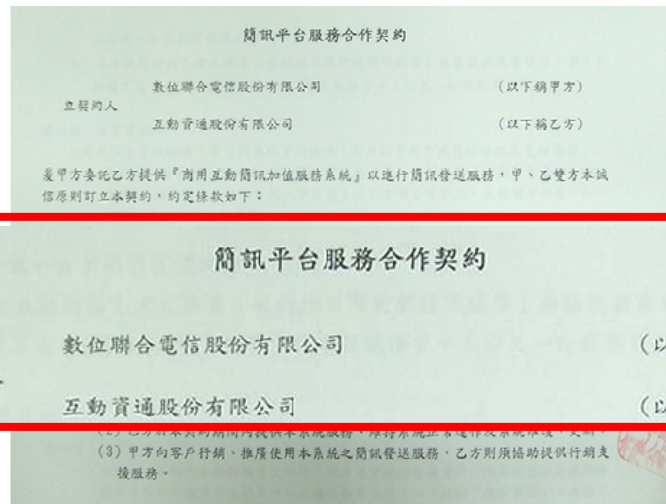 簡訊平台服務合作契約
數位聯合電信股份有限公司 (以下稱甲方)
立契約人
互動資通股份有限公司 (以下稱乙方)
爰甲方委託乙方提供『商用互動簡訊加值服務系統』以進行簡訊發送服務,甲、乙雙方本誠
信原則訂立本契約,約定條款如下:
簡訊平台服務合作契約
數位聯合電信股份有限公司 (以
互動資通股份有限公司 (以
(3) 甲方向客戶行銷、推廣使用本系統之簡訊發送服務,乙方則須協助提供行銷支
援服務。